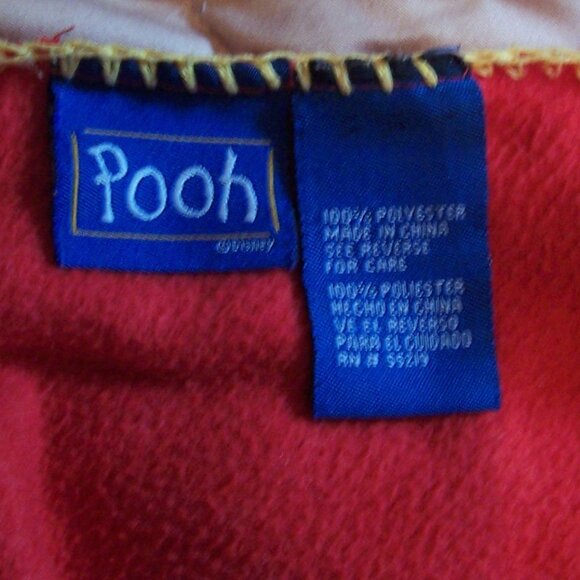 Pooh
©DISNEY
100% POLYESTER
MADE IN CHINA
SEE REVERSE
FOR CARE
100% POLIESTER
HECHO EN CHINA
VE EL REVERSO
PARA EL CUIDADO
RN # 55219